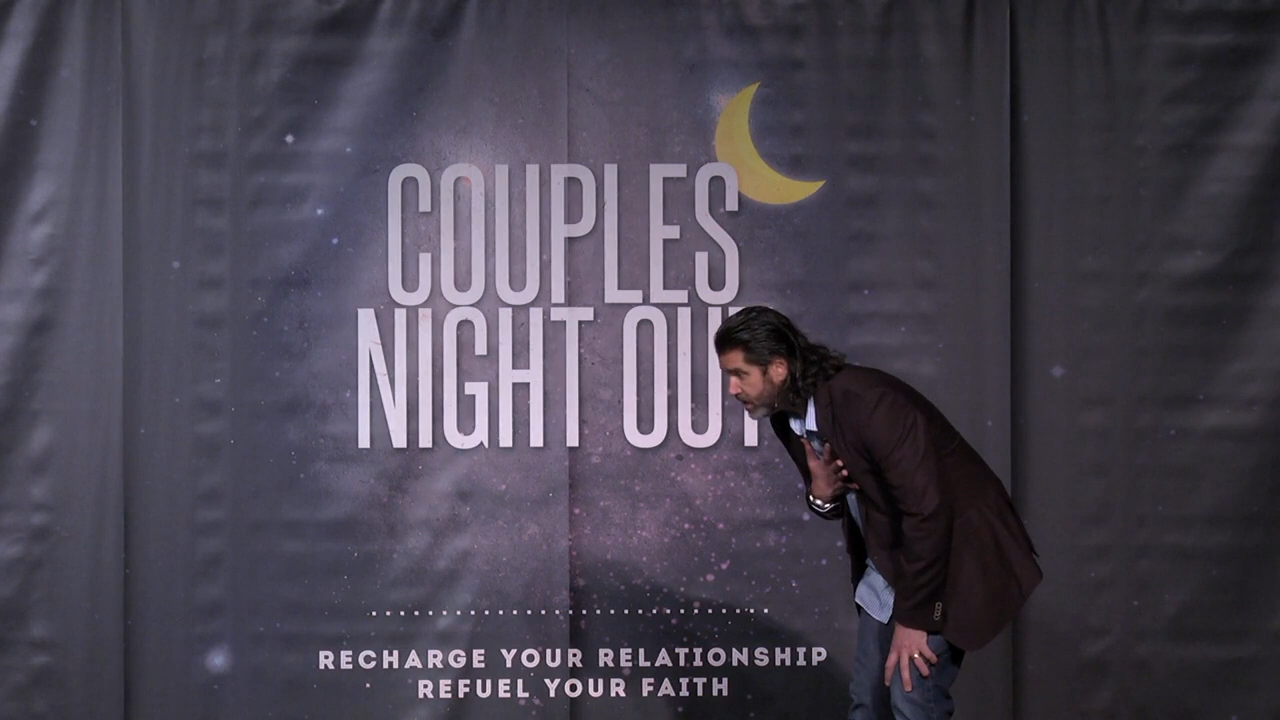 COUPLES
NIGHT OUT
RECHARGE YOUR RELATIONSHIP
REFUEL YOUR FAITH